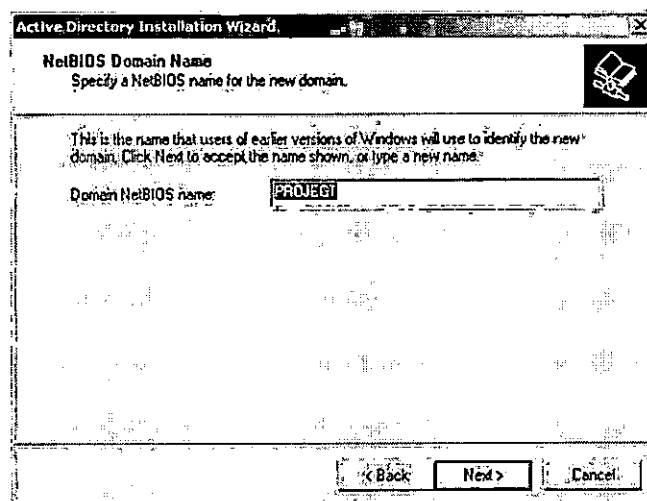 Active Directory Installation Wizard
NetBIOS Domain Name
Specify a NetBIOS name for the new domain.
This is the name that users of earlier versions of Windows will use to identify the new
domain. Click Next to accept the name shown, or type a new name.
Domain NetBIOS name:
PROJECT
< Back
Next >
Cancel